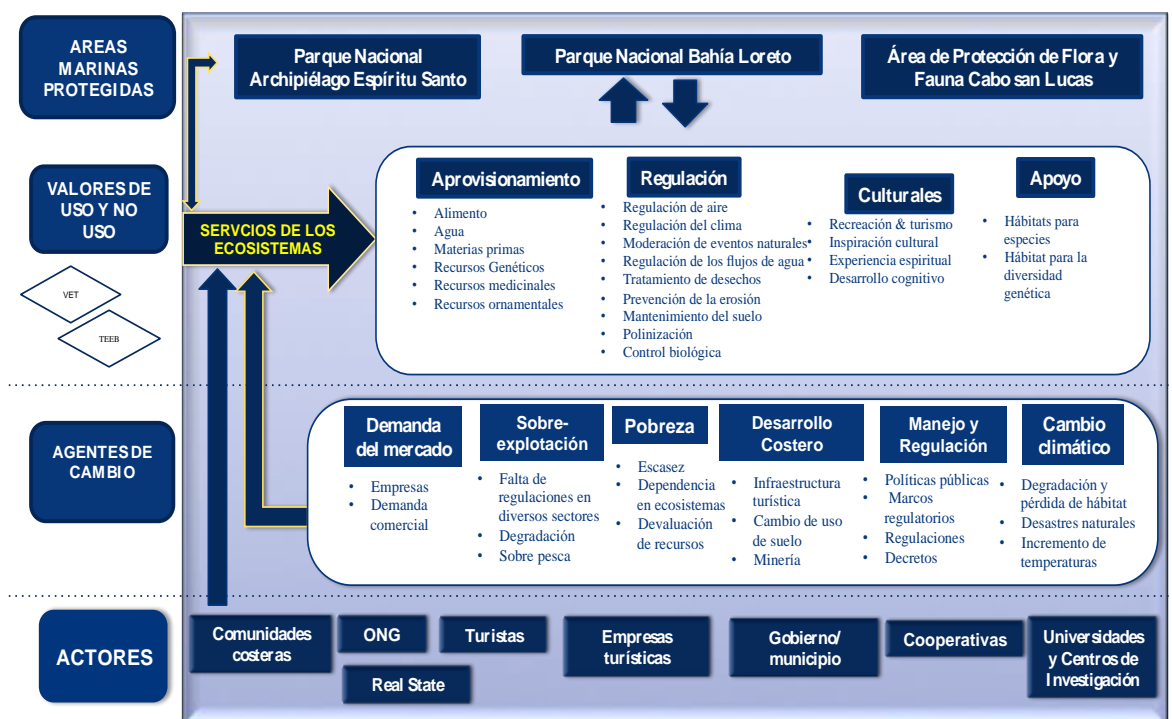 AREAS
MARINAS
PROTEGIDAS
Parque Nacional
Archipiélago Espíritu Santo
Parque Nacional Bahía Loreto
Área de Protección de Flora y
Fauna Cabo san Lucas
VALORES DE
USO Y NO
USO
VET
TEEB
SERVCIOS DE LOS
ECOSISTEMAS
Aprovisionamiento
• Alimento
• Agua
• Materias primas
• Recursos Genéticos
• Recursos medicinales
• Recursos ornamentales
Regulación
• Regulación de aire
• Regulación del clima
• Moderación de eventos naturales
• Regulación de los flujos de agua
• Tratamiento de desechos
• Prevención de la erosión
• Mantenimiento del suelo
• Polinización
• Control biológica
Culturales
• Recreación & turismo
• Inspiración cultural
• Experiencia espiritual
• Desarrollo cognitivo
Apoyo
• Hábitats para
especies
• Hábitat para la
diversidad
genética
AGENTES DE
CAMBIO
Demanda
del mercado
• Empresas
• Demanda
comercial
Sobre-
explotación
• Falta de
regulaciones en
diversos sectores
• Degradación
• Sobre pesca
Pobreza
• Escasez
• Dependencia
en ecosistemas
• Devaluación
de recursos
Desarrollo
Costero
• Infraestructura
turística
• Cambio de uso
de suelo
• Minería
Manejo y
Regulación
• Políticas públicas
• Marcos
regulatorios
• Regulaciones
• Decretos
Cambio
climático
• Degradación y
pérdida de hábitat
• Desastres naturales
• Incremento de
temperaturas
ACTORES
Comunidades
costeras
ONG
Turistas
Real State
Empresas
turísticas
Gobierno/
municipio
Cooperativas
Universidades
y Centros de
Investigación